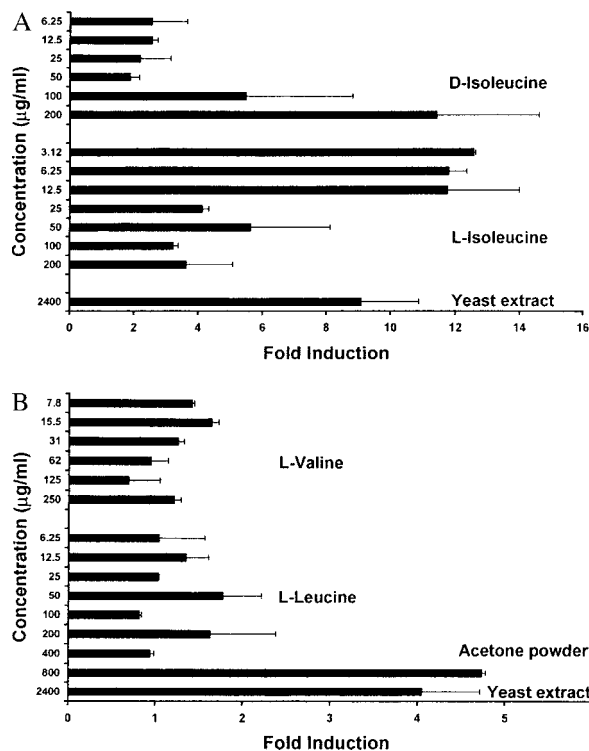 A
Concentration (µg/ml)
6.25
12.5
25
50
100
200
D-Isoleucine
3.12
6.25
12.5
25
50
100
200
L-Isoleucine
2400
Yeast extract
0 2 4 6 8 10 12 14 16
Fold Induction
B
Concentration (µg/ml)
7.8
15.5
31
62
125
250
L-Valine
6.25
12.5
25
50
100
200
400
L-Leucine
800
Acetone powder
2400
Yeast extract
0 1 2 3 4 5
Fold Induction